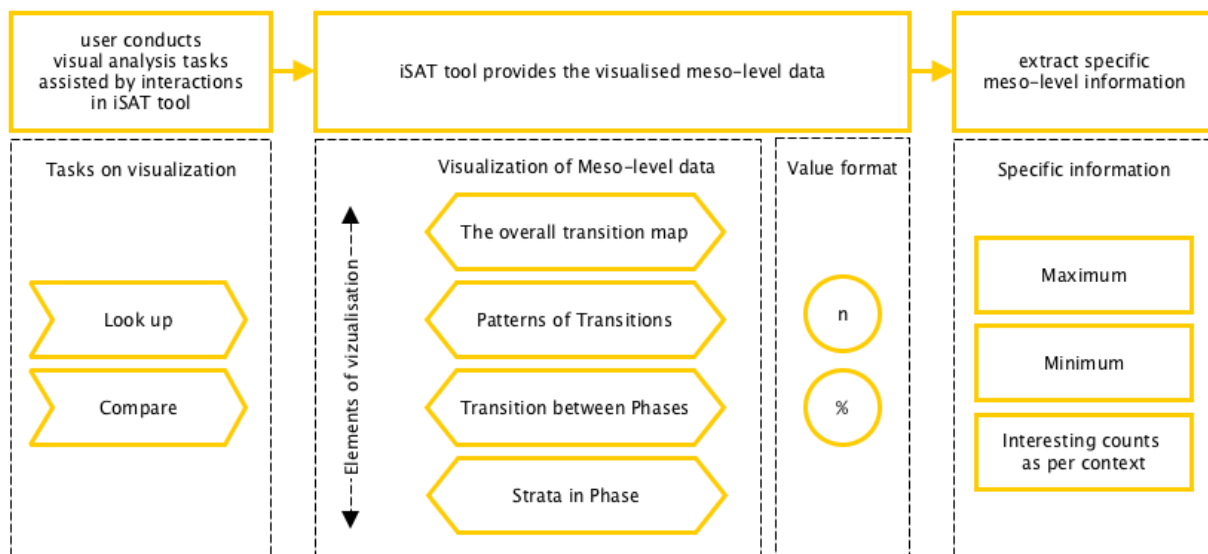 user conducts
visual analysis tasks
assisted by interactions
in iSAT tool
iSAT tool provides the visualised meso-level data
extract specific
meso-level information
Tasks on visualization
Look up
Compare
Visualization of Meso-level data
Elements of vizualisation
The overall transition map
Patterns of Transitions
Transition between Phases
Strata in Phase
Value format
n
%
Specific information
Maximum
Minimum
Interesting counts
as per context